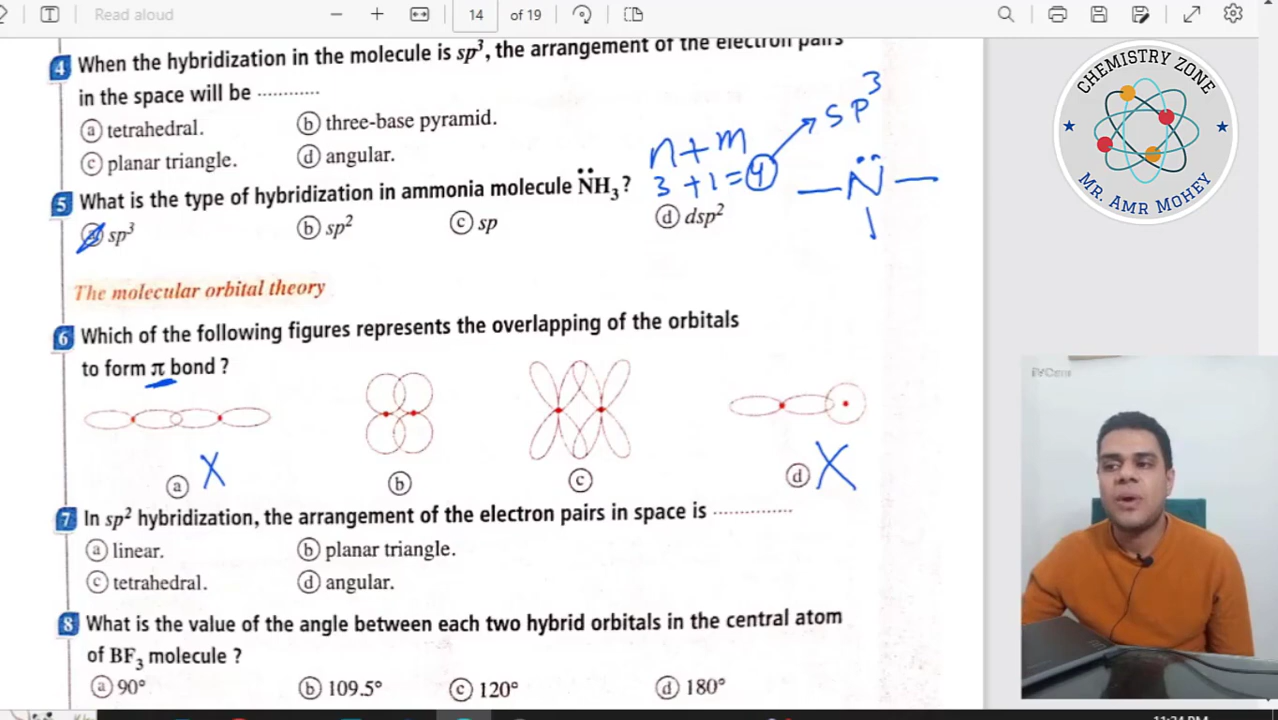 Read aloud
14 of 19
4 When the hybridization in the molecule is sp³, the arrangement of the electron pairs
in the space will be ............
a tetrahedral.
b three-base pyramid.
c planar triangle.
d angular.
n+m
3 +1=4
sp³
N
5 What is the type of hybridization in ammonia molecule N̈H₃ ?
a sp³
b sp²
c sp
d dsp²
The molecular orbital theory
6 Which of the following figures represents the overlapping of the orbitals
to form π bond ?
a X
b
c
d X
7 In sp² hybridization, the arrangement of the electron pairs in space is ...............
a linear.
b planar triangle.
c tetrahedral.
d angular.
8 What is the value of the angle between each two hybrid orbitals in the central atom
of BF₃ molecule ?
a 90°
b 109.5°
c 120°
d 180°
CHEMISTRY ZONE
MR. AMR MOHEY